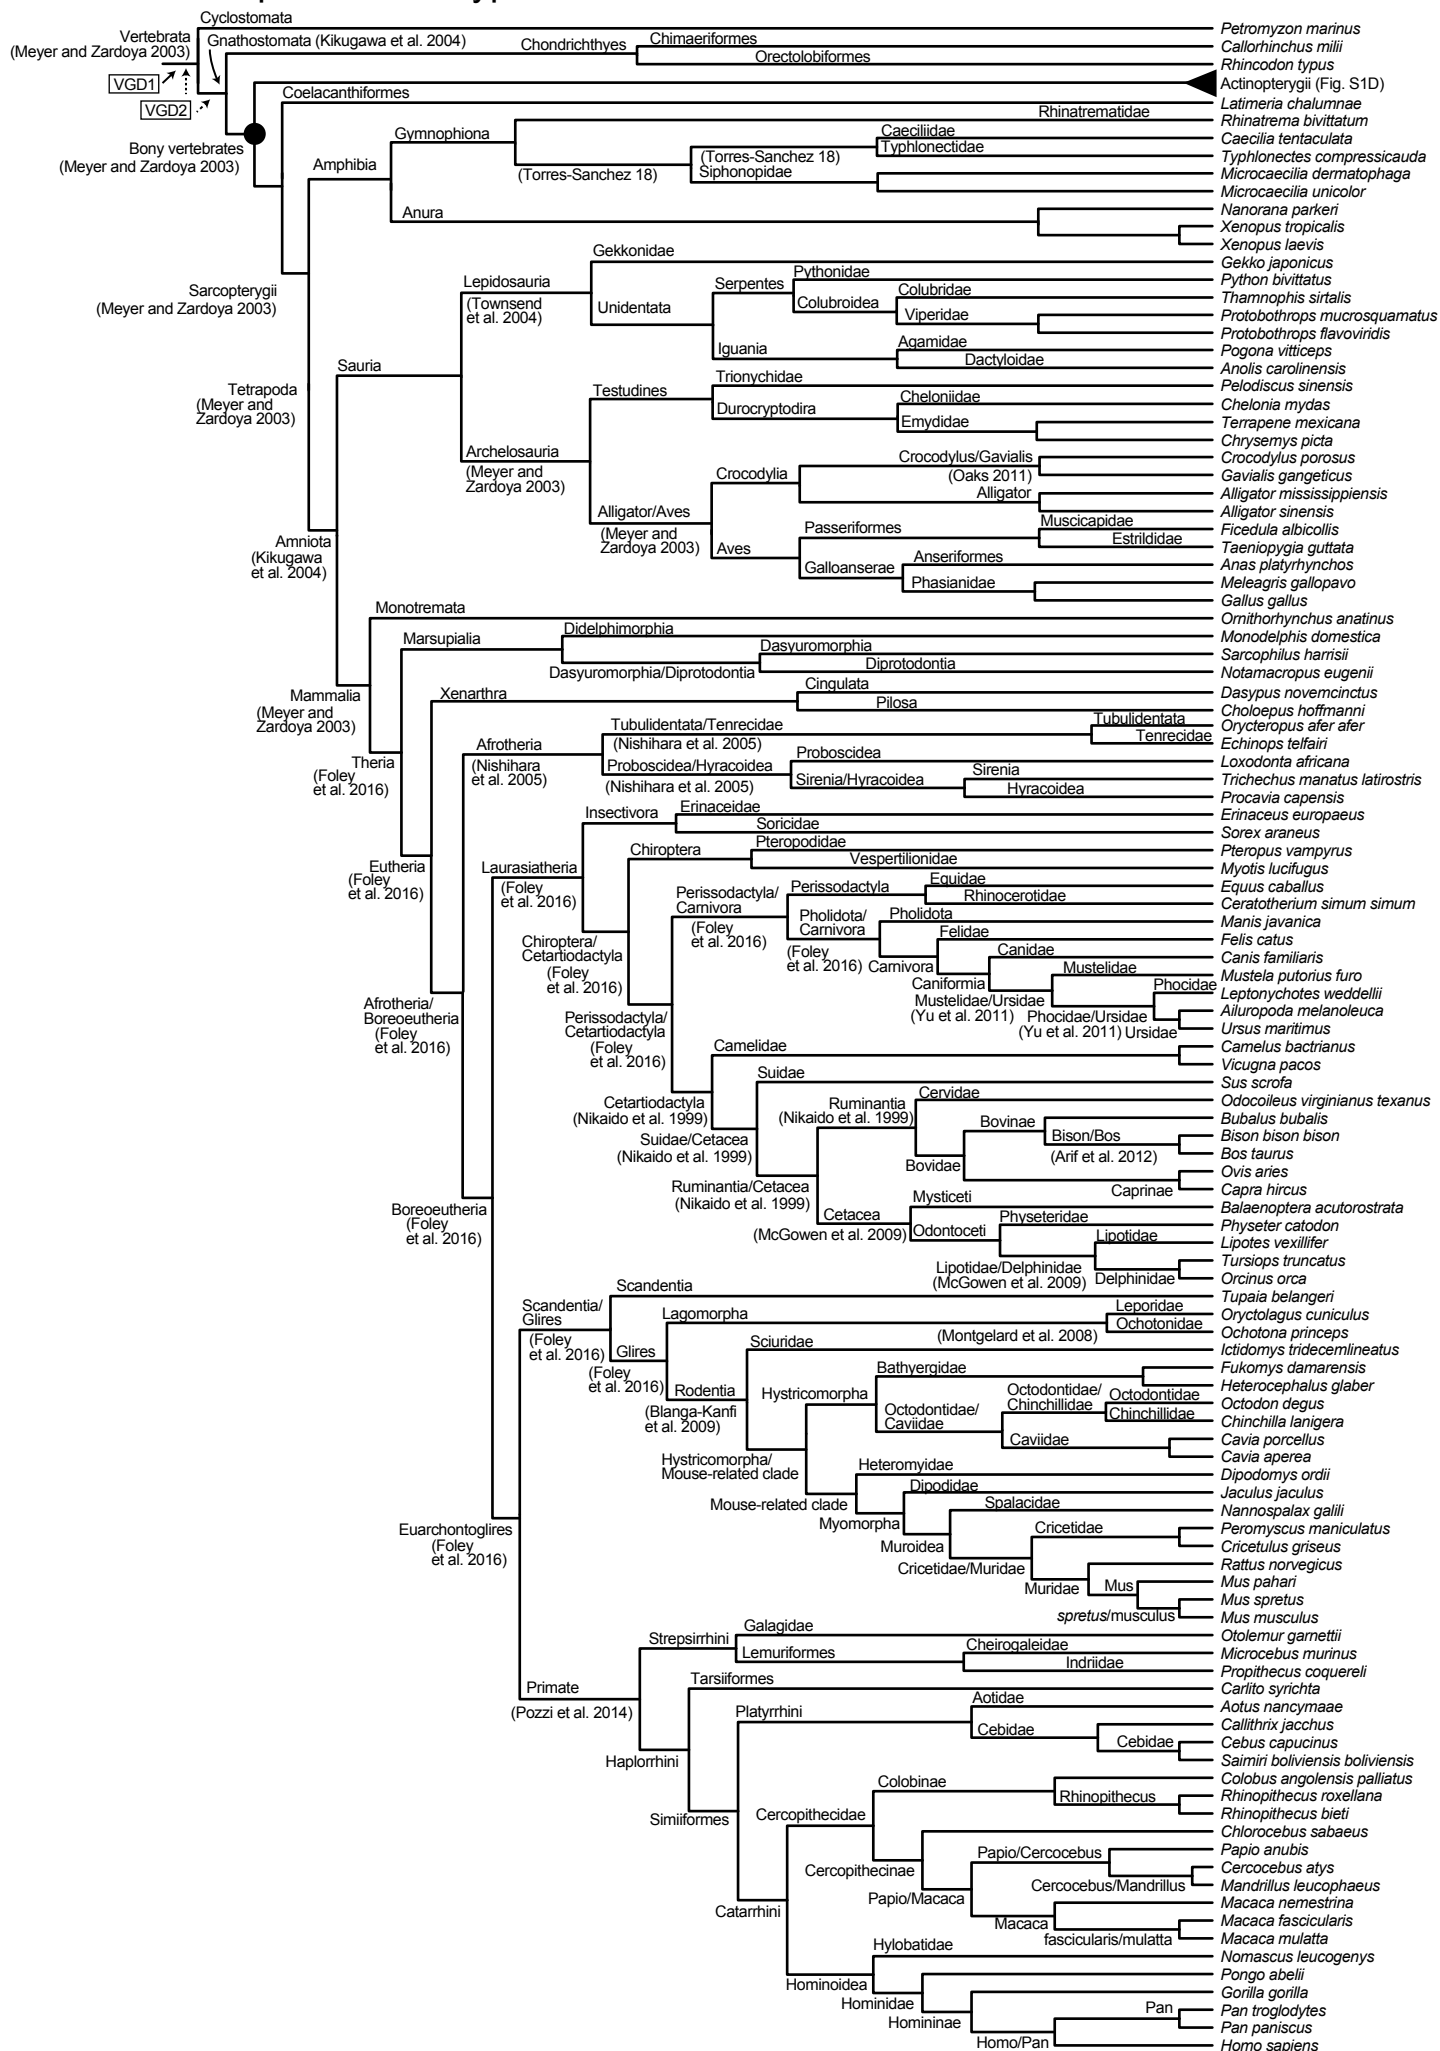 Cyclostomata
Petromyzon marinus
Vertebrata
(Meyer and Zardoya 2003)
Gnathostomata (Kikugawa et al. 2004)
Chondrichthyes
Chimaeriformes
Callorhinchus milii
Orectolobiformes
Rhincodon typus
VGD1
VGD2
Actinopterygii (Fig. S1D)
Coelacanthiformes
Latimeria chalumnae
Bony vertebrates
(Meyer and Zardoya 2003)
Rhinatrematidae
Rhinatrema bivittatum
Gymnophiona
Caeciliidae
Caecilia tentaculata
Typhlonectidae
Typhlonectes compressicauda
(Torres-Sanchez 18)
Amphibia
(Torres-Sanchez 18)
Siphonopidae
Microcaecilia dermatophaga
Microcaecilia unicolor
Anura
Nanorana parkeri
Xenopus tropicalis
Xenopus laevis
Gekkonidae
Gekko japonicus
Sarcopterygii
(Meyer and Zardoya 2003)
Lepidosauria
(Townsend
et al. 2004)
Unidentata
Serpentes
Pythonidae
Python bivittatus
Colubroidea
Colubridae
Thamnophis sirtalis
Viperidae
Protobothrops mucrosquamatus
Protobothrops flavoviridis
Iguania
Agamidae
Pogona vitticeps
Dactyloidae
Anolis carolinensis
Sauria
Tetrapoda
(Meyer and
Zardoya 2003)
Testudines
Trionychidae
Pelodiscus sinensis
Durocryptodira
Cheloniidae
Chelonia mydas
Emydidae
Terrapene mexicana
Chrysemys picta
Archelosauria
(Meyer and
Zardoya 2003)
Crocodylia
Crocodylus/Gavialis
(Oaks 2011)
Crocodylus porosus
Gavialis gangeticus
Alligator
Alligator mississippiensis
Alligator sinensis
Alligator/Aves
(Meyer and
Zardoya 2003)
Aves
Passeriformes
Muscicapidae
Ficedula albicollis
Estrildidae
Taeniopygia guttata
Galloanserae
Anseriformes
Anas platyrhynchos
Phasianidae
Meleagris gallopavo
Gallus gallus
Amniota
(Kikugawa
et al. 2004)
Monotremata
Ornithorhynchus anatinus
Marsupialia
Didelphimorphia
Monodelphis domestica
Dasyuromorphia
Sarcophilus harrisii
Dasyuromorphia/Diprotodontia
Diprotodontia
Notamacropus eugenii
Mammalia
(Meyer and
Zardoya 2003)
Xenarthra
Cingulata
Dasypus novemcinctus
Pilosa
Choloepus hoffmanni
Theria
(Foley
et al. 2016)
Afrotheria
(Nishihara
et al. 2005)
Tubulidentata/Tenrecidae
(Nishihara et al. 2005)
Tubulidentata
Orycteropus afer afer
Tenrecidae
Echinops telfairi
Proboscidea/Hyracoidea
(Nishihara et al. 2005)
Proboscidea
Loxodonta africana
Sirenia/Hyracoidea
Sirenia
Trichechus manatus latirostris
Hyracoidea
Procavia capensis
Eutheria
(Foley
et al. 2016)
Laurasiatheria
(Foley
et al. 2016)
Insectivora
Erinaceidae
Erinaceus europaeus
Soricidae
Sorex araneus
Chiroptera
Pteropodidae
Pteropus vampyrus
Vespertilionidae
Myotis lucifugus
Chiroptera/
Cetartiodactyla
(Foley
et al. 2016)
Perissodactyla/
Carnivora
(Foley
et al. 2016)
Perissodactyla
Equidae
Equus caballus
Rhinocerotidae
Ceratotherium simum simum
Pholidota/
Carnivora
(Foley
et al. 2016)
Pholidota
Manis javanica
Carnivora
Felidae
Felis catus
Caniformia
Canidae
Canis familiaris
Mustelidae/Ursidae
(Yu et al. 2011)
Mustelidae
Mustela putorius furo
Phocidae/Ursidae
(Yu et al. 2011)
Phocidae
Leptonychotes weddellii
Ursidae
Ailuropoda melanoleuca
Ursus maritimus
Afrotheria/
Boreoeutheria
(Foley
et al. 2016)
Perissodactyla/
Cetartiodactyla
(Foley
et al. 2016)
Camelidae
Camelus bactrianus
Vicugna pacos
Cetartiodactyla
(Nikaido et al. 1999)
Suidae
Sus scrofa
Suidae/Cetacea
(Nikaido et al. 1999)
Ruminantia
(Nikaido et al. 1999)
Cervidae
Odocoileus virginianus texanus
Bovidae
Bovinae
Bubalus bubalis
Bison/Bos
(Arif et al. 2012)
Bison bison bison
Bos taurus
Caprinae
Ovis aries
Capra hircus
Ruminantia/Cetacea
(Nikaido et al. 1999)
Cetacea
(McGowen et al. 2009)
Mysticeti
Balaenoptera acutorostrata
Odontoceti
Physeteridae
Physeter catodon
Lipotidae/Delphinidae
(McGowen et al. 2009)
Lipotidae
Lipotes vexillifer
Delphinidae
Tursiops truncatus
Orcinus orca
Boreoeutheria
(Foley
et al. 2016)
Scandentia/
Glires
(Foley
et al. 2016)
Scandentia
Tupaia belangeri
Glires
(Foley
et al. 2016)
Lagomorpha
(Montgelard et al. 2008)
Leporidae
Oryctolagus cuniculus
Ochotonidae
Ochotona princeps
Rodentia
(Blanga-Kanfi
et al. 2009)
Sciuridae
Ictidomys tridecemlineatus
Hystricomorpha
Bathyergidae
Fukomys damarensis
Heterocephalus glaber
Octodontidae/
Caviidae
Octodontidae/
Chinchillidae
Octodontidae
Octodon degus
Chinchillidae
Chinchilla lanigera
Caviidae
Cavia porcellus
Cavia aperea
Hystricomorpha/
Mouse-related clade
Mouse-related clade
Heteromyidae
Dipodomys ordii
Myomorpha
Dipodidae
Jaculus jaculus
Muroidea
Spalacidae
Nannospalax galili
Cricetidae/Muridae
Cricetidae
Peromyscus maniculatus
Cricetulus griseus
Muridae
Rattus norvegicus
Mus
Mus pahari
spretus/musculus
Mus spretus
Mus musculus
Euarchontoglires
(Foley
et al. 2016)
Primate
(Pozzi et al. 2014)
Strepsirrhini
Galagidae
Otolemur garnettii
Lemuriformes
Cheirogaleidae
Microcebus murinus
Indriidae
Propithecus coquereli
Haplorrhini
Tarsiiformes
Carlito syrichta
Simiiformes
Platyrrhini
Aotidae
Aotus nancymaae
Cebidae
Callithrix jacchus
Cebidae
Cebus capucinus
Saimiri boliviensis boliviensis
Catarrhini
Cercopithecidae
Colobinae
Colobus angolensis palliatus
Rhinopithecus
Rhinopithecus roxellana
Rhinopithecus bieti
Cercopithecinae
Chlorocebus sabaeus
Papio/Macaca
Papio/Cercocebus
Papio anubis
Cercocebus/Mandrillus
Cercocebus atys
Mandrillus leucophaeus
Macaca
Macaca nemestrina
fascicularis/mulatta
Macaca fascicularis
Macaca mulatta
Hominoidea
Hylobatidae
Nomascus leucogenys
Hominidae
Pongo abelii
Homininae
Gorilla gorilla
Homo/Pan
Pan
Pan troglodytes
Pan paniscus
Homo sapiens